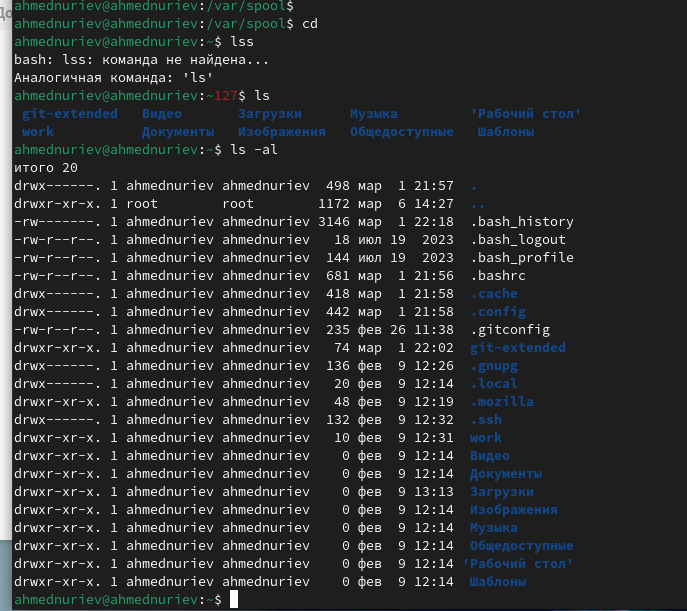 До
ahmednuriev@ahmednuriev:/var/spool$
ahmednuriev@ahmednuriev:/var/spool$ cd
ahmednuriev@ahmednuriev:~$ lss
bash: lss: команда не найдена...
Аналогичная команда: 'ls'
ahmednuriev@ahmednuriev:~127$ ls
git-extended Видео Загрузки Музыка 'Рабочий стол'
work Документы Изображения Общедоступные Шаблоны
ahmednuriev@ahmednuriev:~$ ls -al
итого 20
drwx------. 1 ahmednuriev ahmednuriev 498 мар 1 21:57 .
drwxr-xr-x. 1 root root 1172 мар 6 14:27 ..
-rw-------. 1 ahmednuriev ahmednuriev 3146 мар 1 22:18 .bash_history
-rw-r--r--. 1 ahmednuriev ahmednuriev 18 июл 19 2023 .bash_logout
-rw-r--r--. 1 ahmednuriev ahmednuriev 144 июл 19 2023 .bash_profile
-rw-r--r--. 1 ahmednuriev ahmednuriev 681 мар 1 21:56 .bashrc
drwx------. 1 ahmednuriev ahmednuriev 418 мар 1 21:58 .cache
drwx------. 1 ahmednuriev ahmednuriev 442 мар 1 21:58 .config
-rw-r--r--. 1 ahmednuriev ahmednuriev 235 фев 26 11:38 .gitconfig
drwxr-xr-x. 1 ahmednuriev ahmednuriev 74 мар 1 22:02 git-extended
drwx------. 1 ahmednuriev ahmednuriev 136 фев 9 12:26 .gnupg
drwx------. 1 ahmednuriev ahmednuriev 20 фев 9 12:14 .local
drwxr-xr-x. 1 ahmednuriev ahmednuriev 48 фев 9 12:19 .mozilla
drwx------. 1 ahmednuriev ahmednuriev 132 фев 9 12:32 .ssh
drwxr-xr-x. 1 ahmednuriev ahmednuriev 10 фев 9 12:31 work
drwxr-xr-x. 1 ahmednuriev ahmednuriev 0 фев 9 12:14 Видео
drwxr-xr-x. 1 ahmednuriev ahmednuriev 0 фев 9 12:14 Документы
drwxr-xr-x. 1 ahmednuriev ahmednuriev 0 фев 9 13:13 Загрузки
drwxr-xr-x. 1 ahmednuriev ahmednuriev 0 фев 9 12:14 Изображения
drwxr-xr-x. 1 ahmednuriev ahmednuriev 0 фев 9 12:14 Музыка
drwxr-xr-x. 1 ahmednuriev ahmednuriev 0 фев 9 12:14 Общедоступные
drwxr-xr-x. 1 ahmednuriev ahmednuriev 0 фев 9 12:14 'Рабочий стол'
drwxr-xr-x. 1 ahmednuriev ahmednuriev 0 фев 9 12:14 Шаблоны
ahmednuriev@ahmednuriev:~$